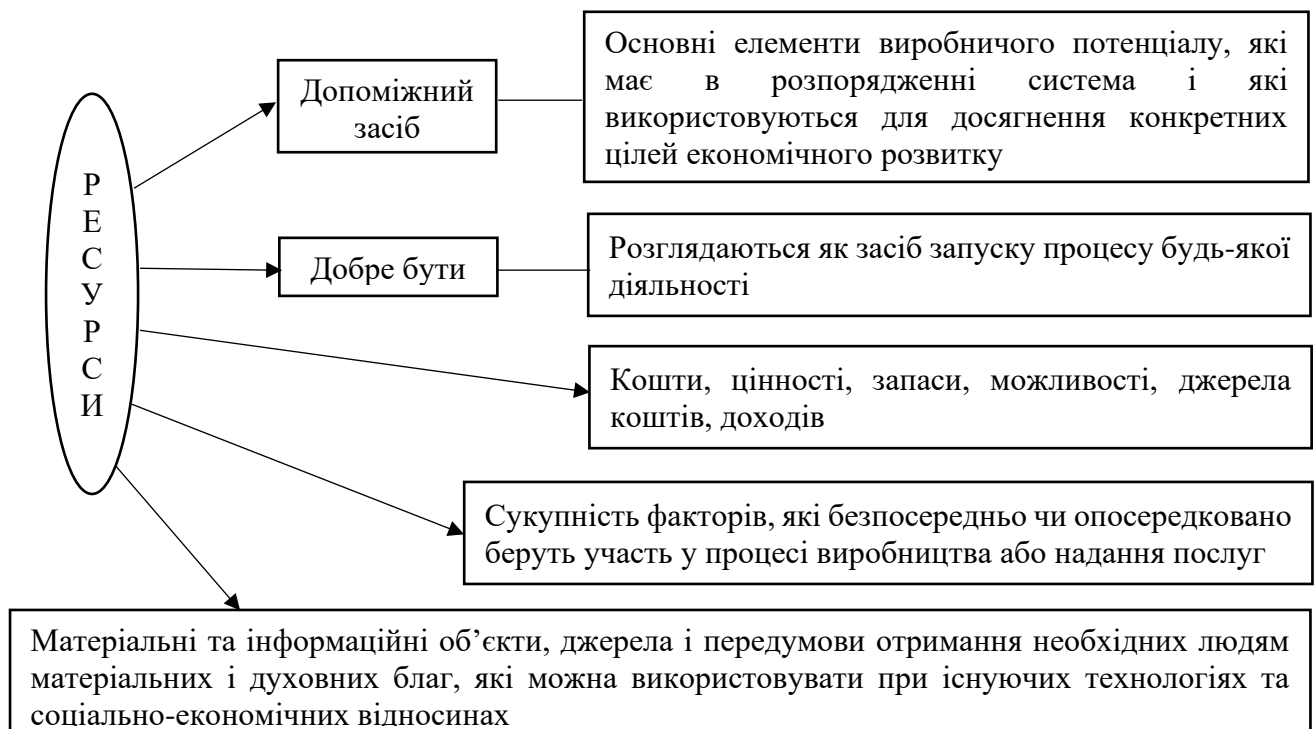 РЕСУРСИ
Допоміжний
засіб
Основні елементи виробничого потенціалу, які
має в розпорядженні система і які
використовуються для досягнення конкретних
цілей економічного розвитку
Добре бути
Розглядаються як засіб запуску процесу будь-якої
діяльності
Кошти, цінності, запаси, можливості, джерела
коштів, доходів
Сукупність факторів, які безпосередньо чи опосередковано
беруть участь у процесі виробництва або надання послуг
Матеріальні та інформаційні об’єкти, джерела і передумови отримання необхідних людям
матеріальних і духовних благ, які можна використовувати при існуючих технологіях та
соціально-економічних відносинах